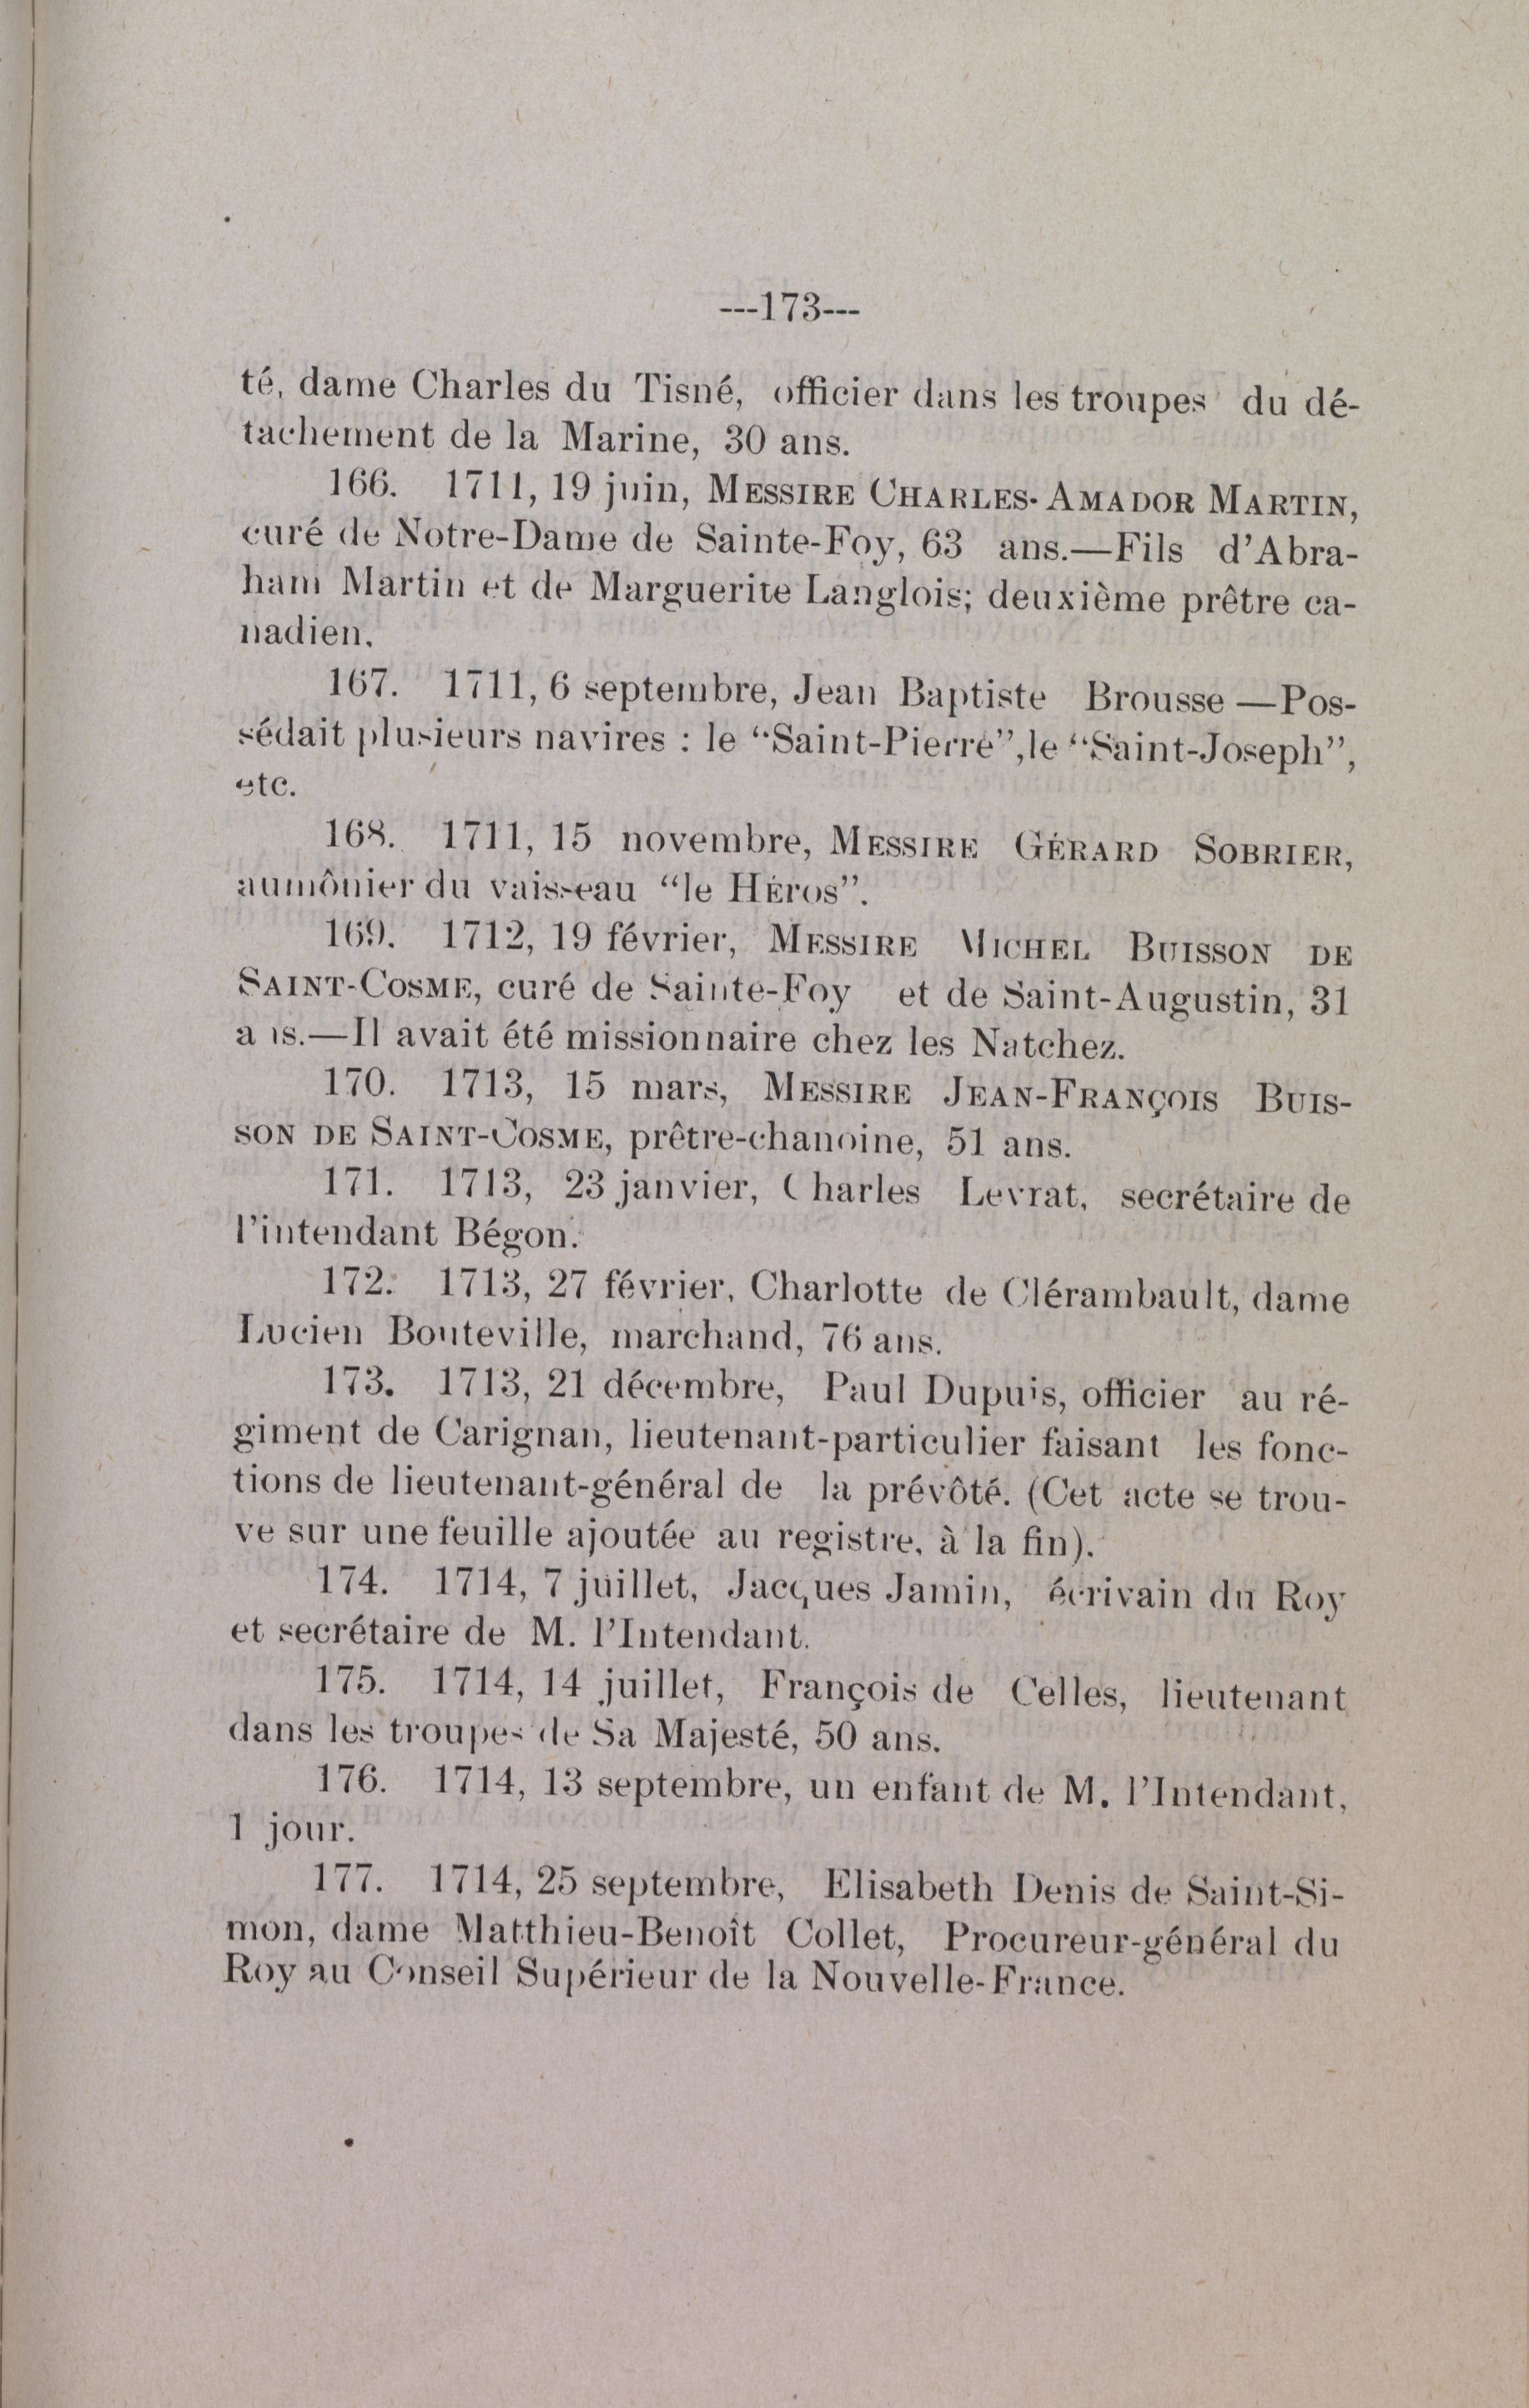 ---173---
té, dame Charles du Tisné, officier dans les troupes du dé-
tachement de la Marine, 30 ans.
166. 1711, 19 juin, MESSIRE CHARLES-AMADOR MARTIN,
curé de Notre-Dame de Sainte-Foy, 63 ans.—Fils d'Abra-
ham Martin et de Marguerite Langlois; deuxième prêtre ca-
nadien.
167. 1711, 6 septembre, Jean Baptiste Brousse —Pos-
sédait plusieurs navires : le “Saint-Pierre”, le “Saint-Joseph”,
etc.
168. 1711, 15 novembre, MESSIRE GÉRARD SOBRIER,
aumônier du vaisseau “le Héros”.
169. 1712, 19 février, MESSIRE MICHEL BUISSON DE
SAINT-COSME, curé de Sainte-Foy et de Saint-Augustin, 31
ans.—Il avait été missionnaire chez les Natchez.
170. 1713, 15 mars, MESSIRE JEAN-FRANÇOIS BUIS-
SON DE SAINT-COSME, prêtre-chanoine, 51 ans.
171. 1713, 23 janvier, Charles Levrat, secrétaire de
l'intendant Bégon.
172. 1713, 27 février, Charlotte de Clérambault, dame
Lucien Bouteville, marchand, 76 ans.
173. 1713, 21 décembre, Paul Dupuis, officier au ré-
giment de Carignan, lieutenant-particulier faisant les fonc-
tions de lieutenant-général de la prévôté. (Cet acte se trou-
ve sur une feuille ajoutée au registre, à la fin).
174. 1714, 7 juillet, Jacques Jamin, écrivain du Roy
et secrétaire de M. l'Intendant.
175. 1714, 14 juillet, François de Celles, lieutenant
dans les troupes de Sa Majesté, 50 ans.
176. 1714, 13 septembre, un enfant de M. l'Intendant,
1 jour.
177. 1714, 25 septembre, Elisabeth Denis de Saint-Si-
mon, dame Matthieu-Benoît Collet, Procureur-général du
Roy au Conseil Supérieur de la Nouvelle-France.